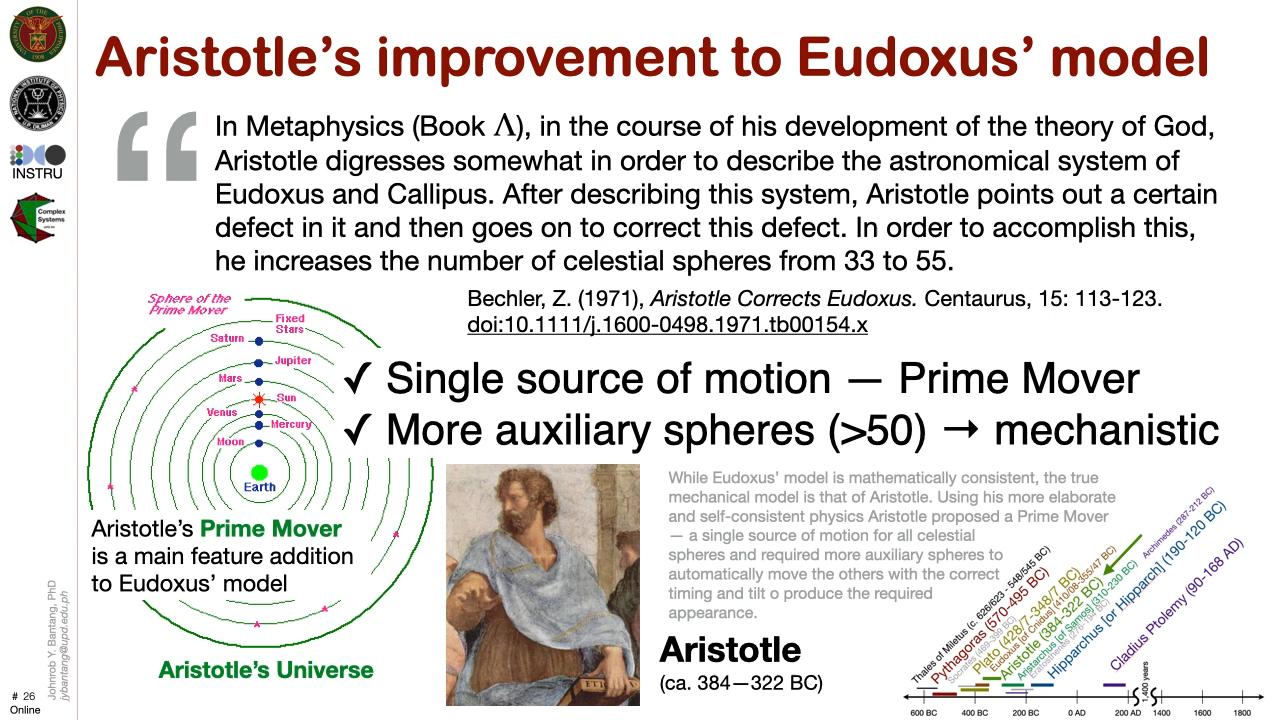 Aristotle’s improvement to Eudoxus’ model
In Metaphysics (Book Λ), in the course of his development of the theory of God,
Aristotle digresses somewhat in order to describe the astronomical system of
Eudoxus and Callipus. After describing this system, Aristotle points out a certain
defect in it and then goes on to correct this defect. In order to accomplish this,
he increases the number of celestial spheres from 33 to 55.
Bechler, Z. (1971), Aristotle Corrects Eudoxus. Centaurus, 15: 113-123.
doi:10.1111/j.1600-0498.1971.tb00154.x
✓ Single source of motion — Prime Mover
✓ More auxiliary spheres (>50) → mechanistic
Sphere of the
Prime Mover
Fixed
Stars
Saturn
Jupiter
Mars
Sun
Venus
Mercury
Moon
Earth
Aristotle’s Prime Mover
is a main feature addition
to Eudoxus’ model
Aristotle’s Universe
While Eudoxus’ model is mathematically consistent, the true
mechanical model is that of Aristotle. Using his more elaborate
and self-consistent physics Aristotle proposed a Prime Mover
— a single source of motion for all celestial
spheres and required more auxiliary spheres to
automatically move the others with the correct
timing and tilt o produce the required
appearance.
Aristotle
(ca. 384—322 BC)
Thales of Miletus (c. 626/623 - 548/545 BC)
Pythagoras (570-495 BC)
Plato (428/7-348/7 BC)
Eudoxus [of Cnidus] (410/08-355/47 BC)
Aristotle (384-322 BC)
Aristarchus [of Samos] (310-230 BC)
Hipparchus [or Hipparch] (190-120 BC)
Archimedes (287-212 BC)
Cladius Ptolemy (90-168 AD)
1,400 years
600 BC
400 BC
200 BC
0 AD
200 AD
1400
1600
1800
INSTRU
Complex
Systems
Johnrob Y. Bantang, PhD
jybantang@upd.edu.ph
# 26
Online